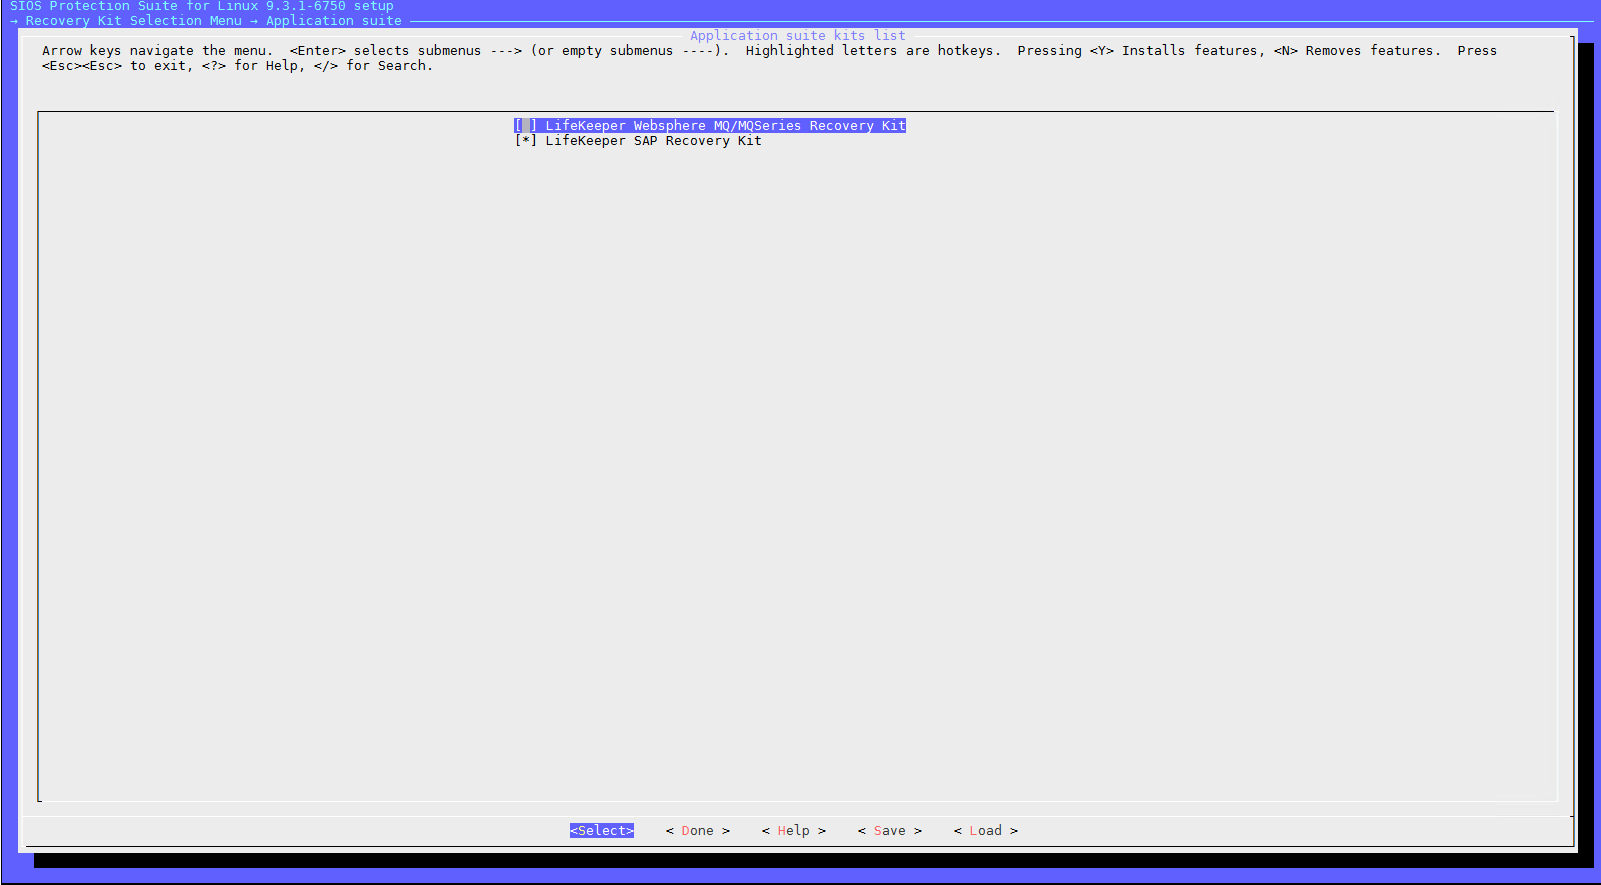 SIOS Protection Suite for Linux 9.3.1-6750 setup
→ Recovery Kit Selection Menu → Application suite
Application suite kits list
Arrow keys navigate the menu.  <Enter> selects submenus ---> (or empty submenus ----).  Highlighted letters are hotkeys.  Pressing <Y> Installs features, <N> Removes features.  Press
<Esc><Esc> to exit, <?> for Help, </> for Search.
[ ] LifeKeeper Websphere MQ/MQSeries Recovery Kit
[*] LifeKeeper SAP Recovery Kit
<Select>    < Done >    < Help >    < Save >    < Load >